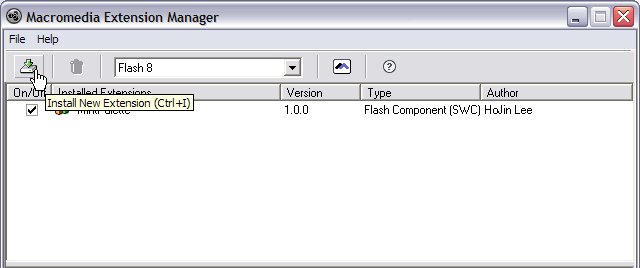 Macromedia Extension Manager
File Help
Flash 8
On/Off Installed Extensions Version Type Author
Install New Extension (Ctrl+I)
1.0.0 Flash Component (SWC) HoJin Lee